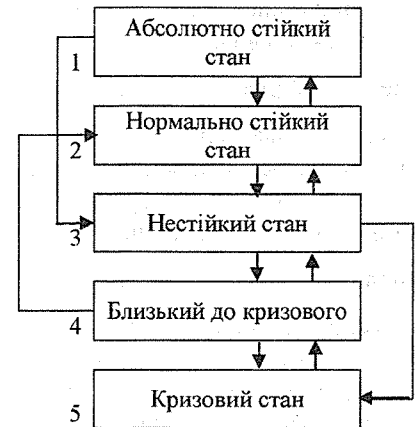 Абсолютно стійкий
стан
1
Нормально стійкий
стан
2
Нестійкий стан
3
Близький до кризового
4
Кризовий стан
5